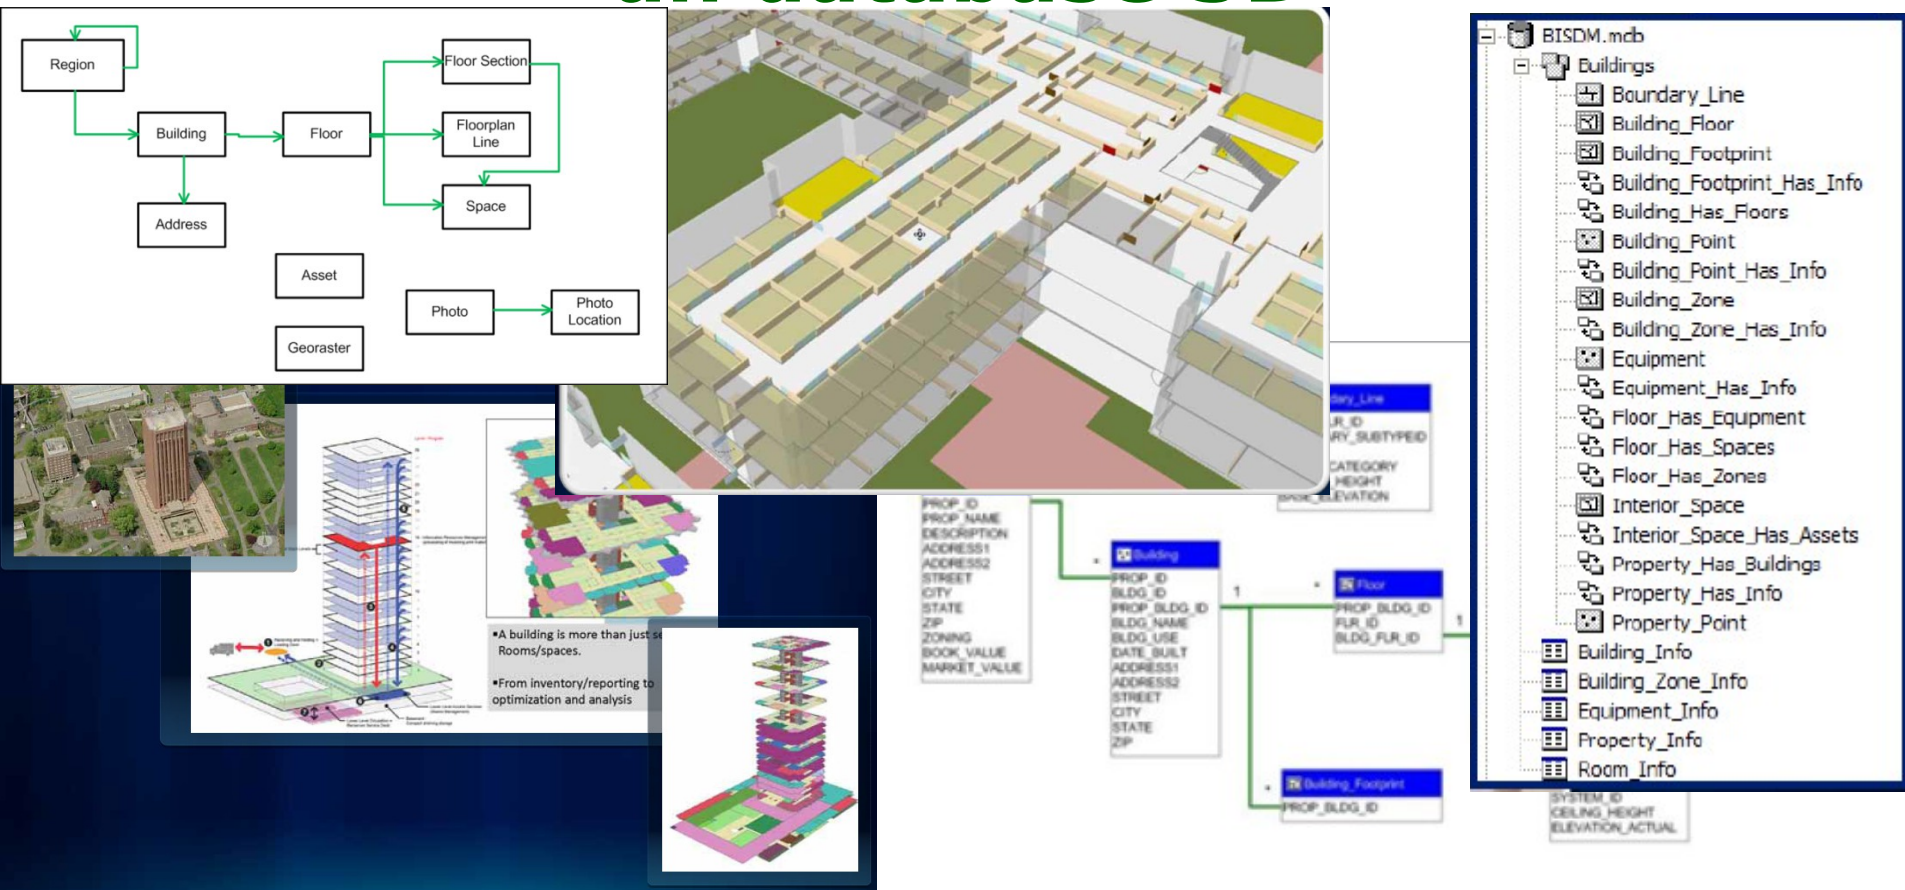 Region
Building
Address
Floor
Floor Section
Floorplan
Line
Space
Asset
Georaster
Photo
Photo
Location
▪A building is more than just
Rooms/spaces.
▪From inventory/reporting to
optimization and analysis
PROP_ID
PROP_NAME
DESCRIPTION
ADDRESS1
ADDRESS2
STREET
CITY
STATE
ZIP
ZONING
BOOK_VALUE
MARKET_VALUE
Building
PROP_ID
BLDG_ID
PROP_BLDG_ID
BLDG_NAME
BLDG_USE
DATE_BUILT
ADDRESS1
ADDRESS2
STREET
CITY
STATE
ZIP
1
*
Floor
PROP_BLDG_ID
FLR_ID
BLDG_FLR_ID
1
Building_Footprint
PROP_BLDG_ID
CATEGORY
HEIGHT
BASE_ELEVATION
BISDM.mdb
Buildings
Boundary_Line
Building_Floor
Building_Footprint
Building_Footprint_Has_Info
Building_Has_Floors
Building_Point
Building_Point_Has_Info
Building_Zone
Building_Zone_Has_Info
Equipment
Equipment_Has_Info
Floor_Has_Equipment
Floor_Has_Spaces
Floor_Has_Zones
Interior_Space
Interior_Space_Has_Assets
Property_Has_Buildings
Property_Has_Info
Property_Point
Building_Info
Building_Zone_Info
Equipment_Info
Property_Info
Room_Info
SYSTEM_ID
CEILING_HEIGHT
ELEVATION_ACTUAL